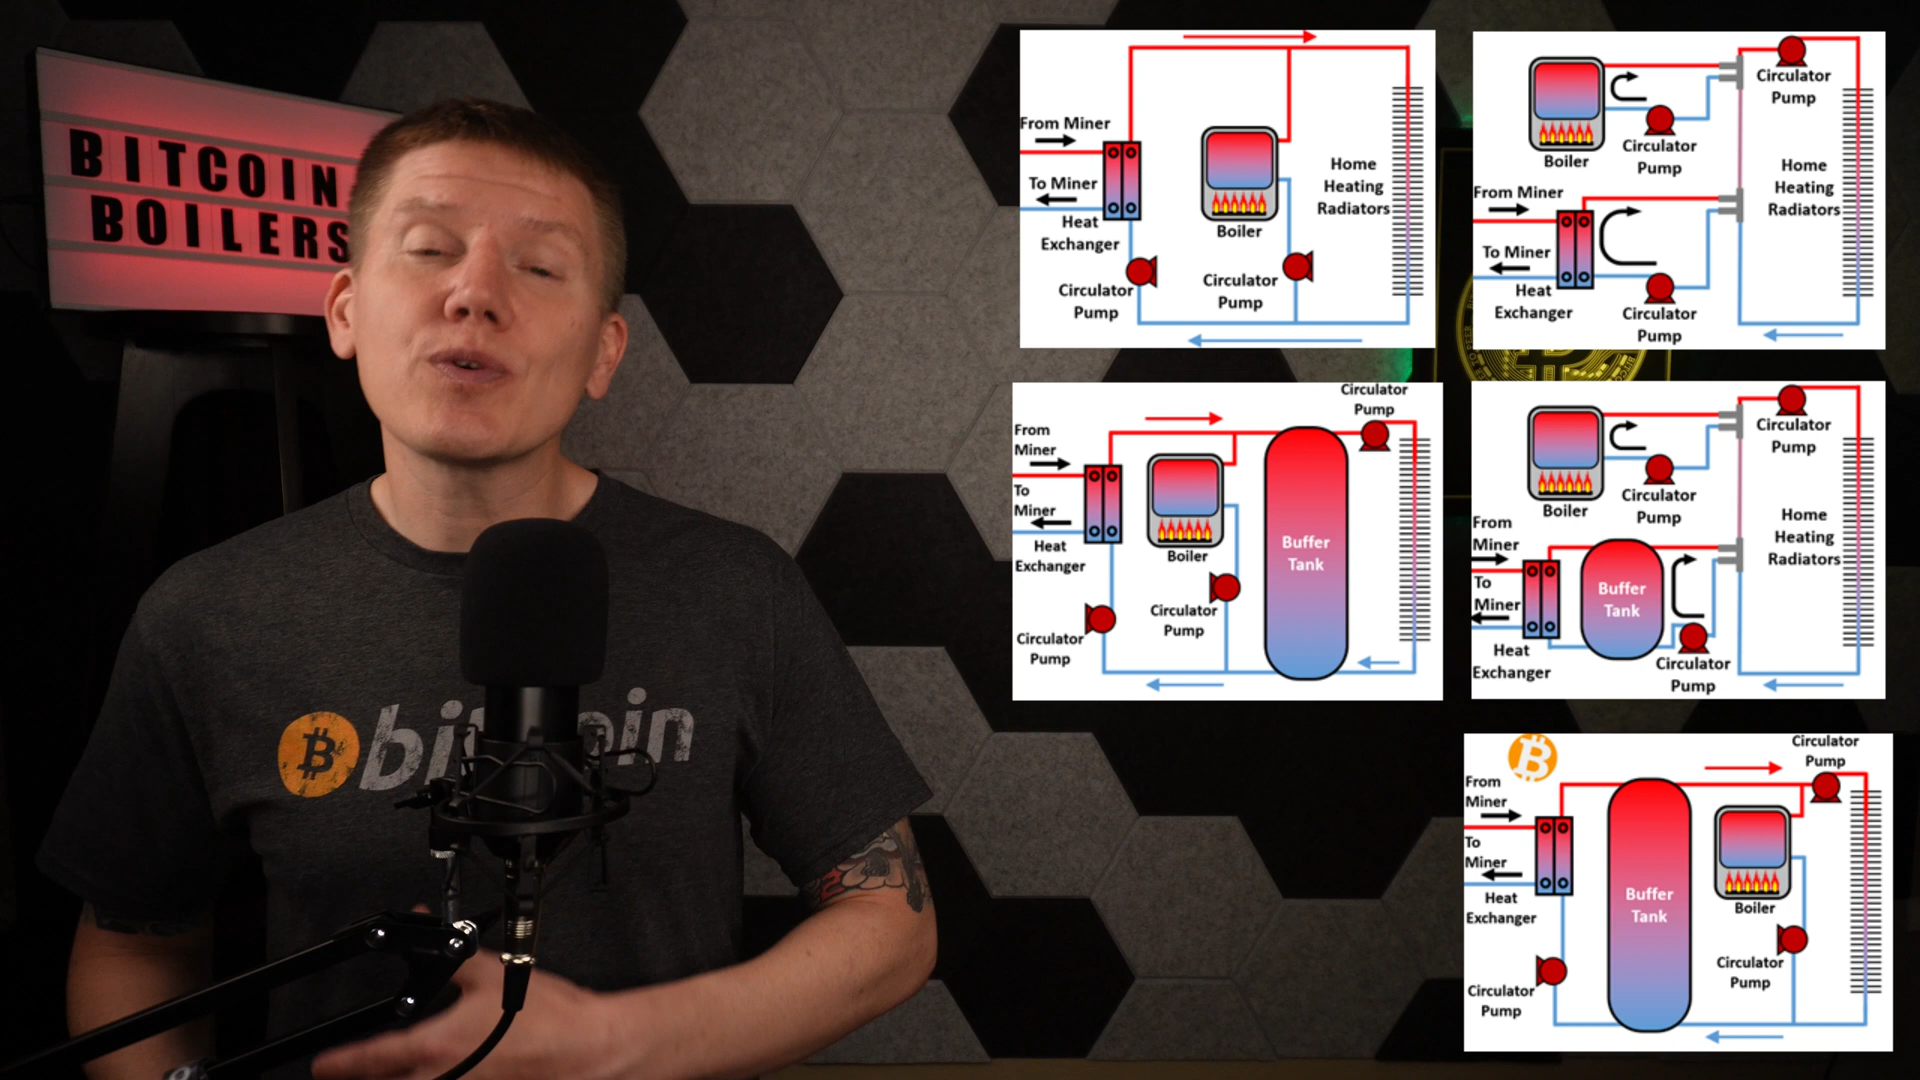 BITCOIN
BOILERS
bitcoin
From Miner
To Miner
Heat
Exchanger
Circulator
Pump
Boiler
Circulator
Pump
Home
Heating
Radiators
Boiler
Circulator
Pump
Circulator
Pump
From Miner
To Miner
Heat
Exchanger
Circulator
Pump
Home
Heating
Radiators
From
Miner
To
Miner
Heat
Exchanger
Circulator
Pump
Boiler
Circulator
Pump
Buffer
Tank
Circulator
Pump
Boiler
Circulator
Pump
Circulator
Pump
From
Miner
To
Miner
Heat
Exchanger
Buffer
Tank
Circulator
Pump
Home
Heating
Radiators
From
Miner
To
Miner
Heat
Exchanger
Circulator
Pump
Buffer
Tank
Boiler
Circulator
Pump
Circulator
Pump